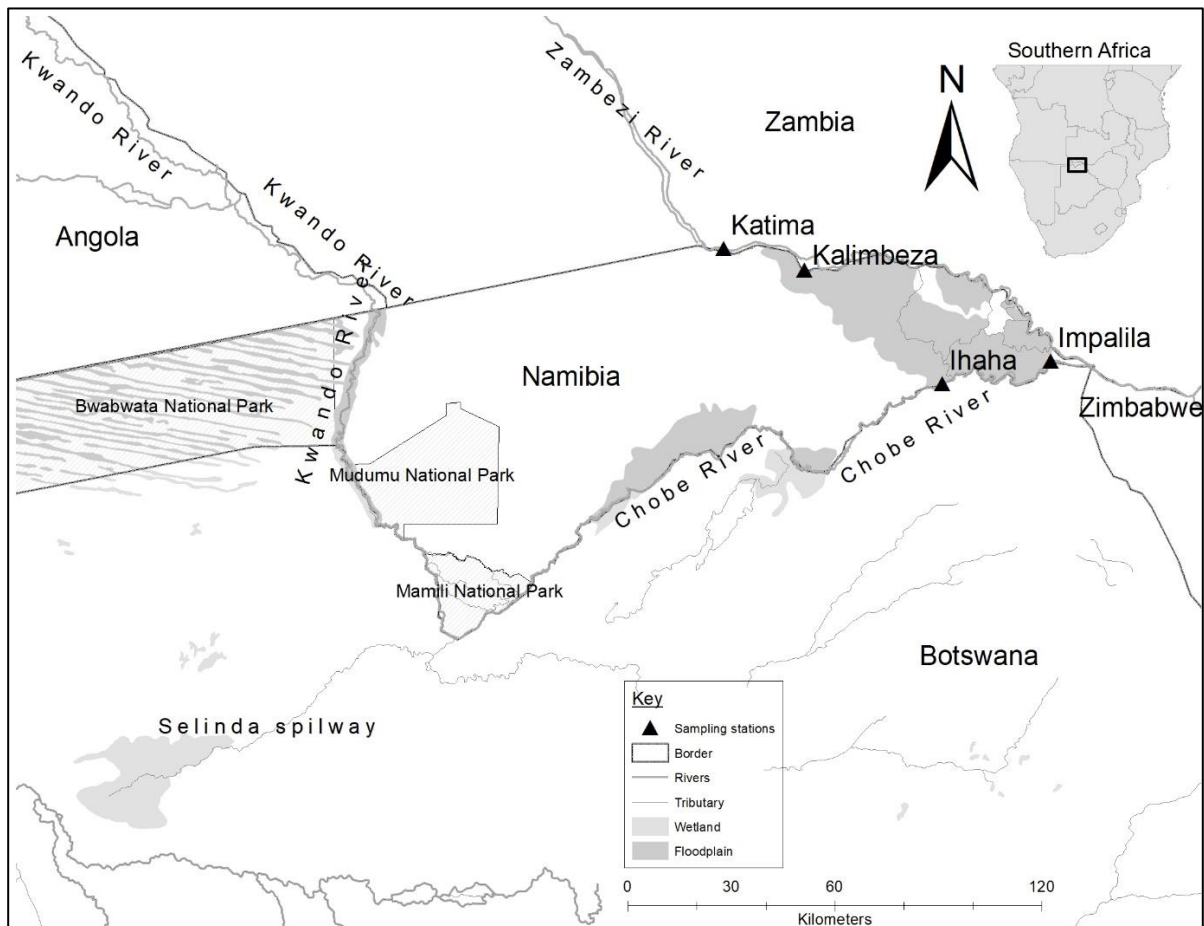 Southern Africa
N
Kwando River
Zambezi River
Zambia
Kwando River
Angola
Katima
Kalimbeza
Kwando River
Impalila
Ihaha
Namibia
Zimbabwe
Bwabwata National Park
Chobe River
Mudumu National Park
Chobe River
Mamili National Park
Botswana
Selinda spilway
Key
Sampling stations
Border
Rivers
Tributary
Wetland
Floodplain
0 30 60 120
Kilometers